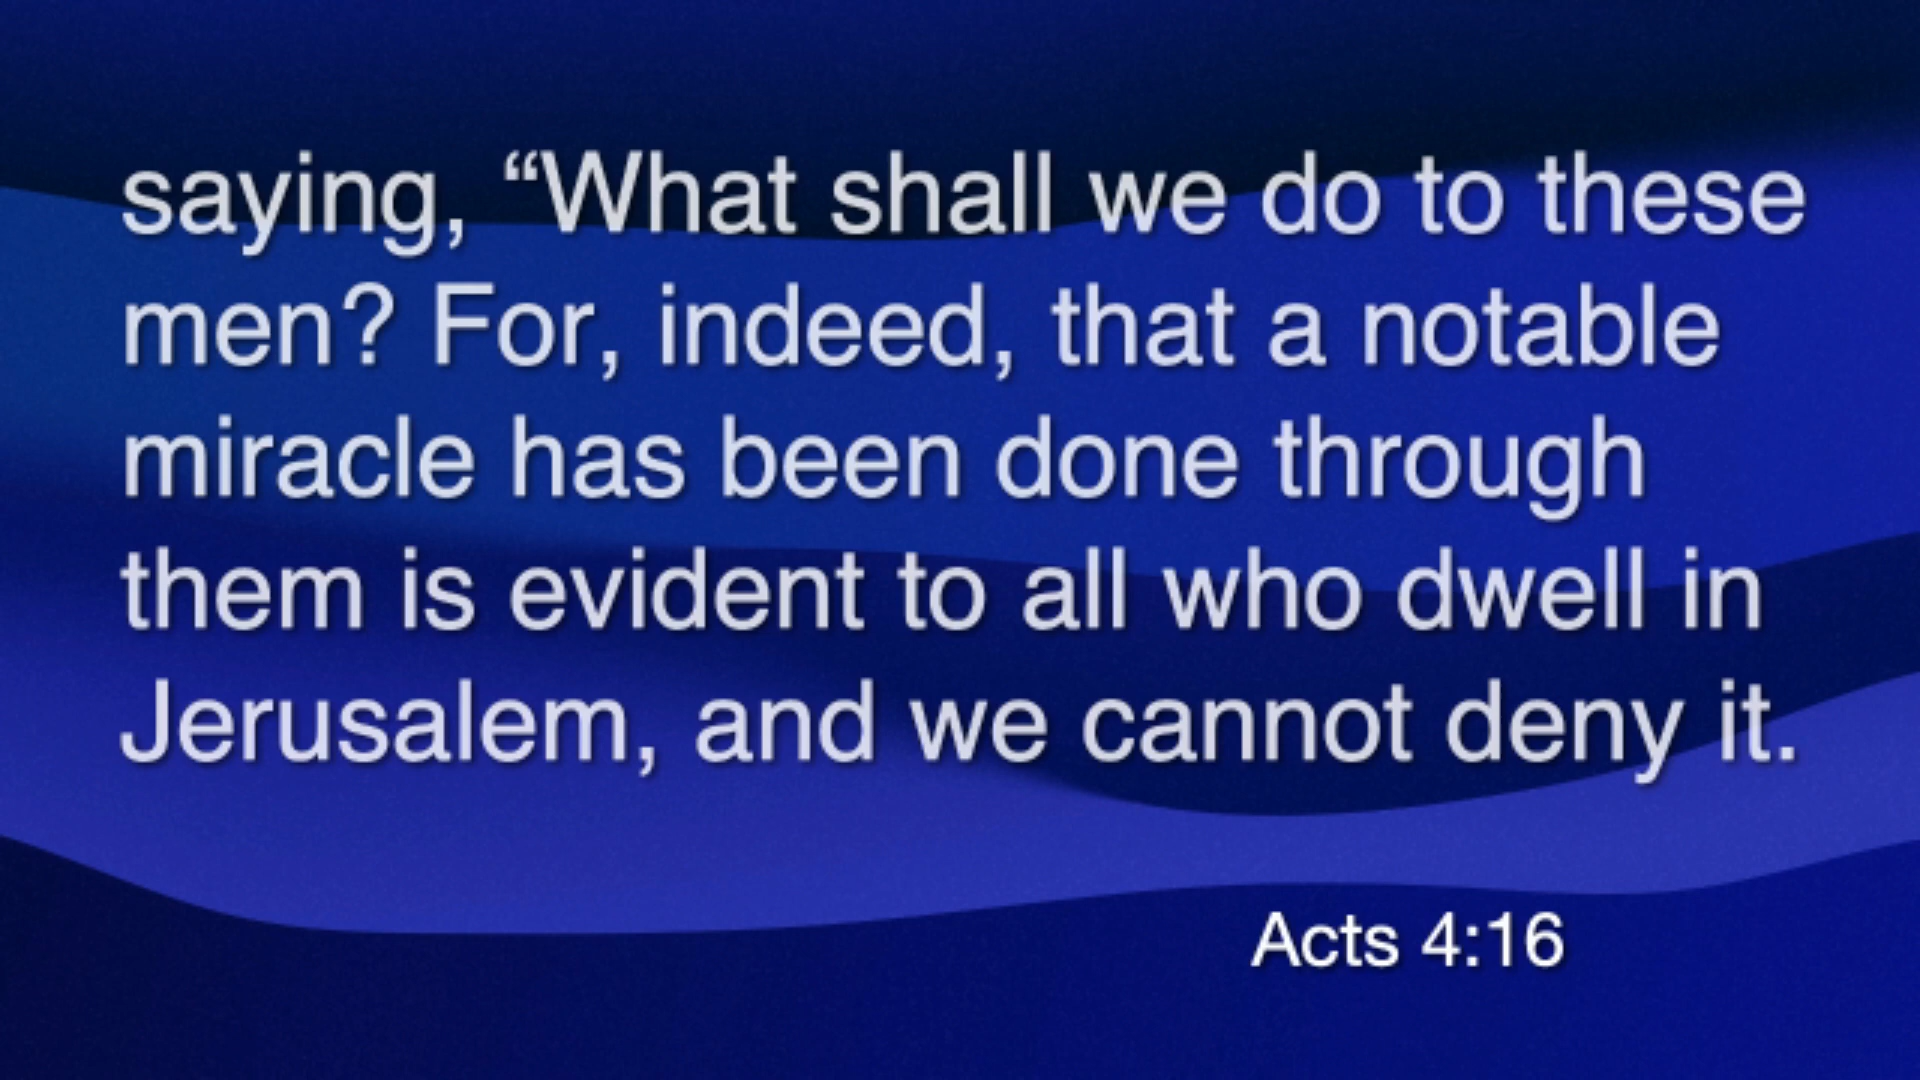 saying, “What shall we do to these
men? For, indeed, that a notable
miracle has been done through
them is evident to all who dwell in
Jerusalem, and we cannot deny it.
Acts 4:16